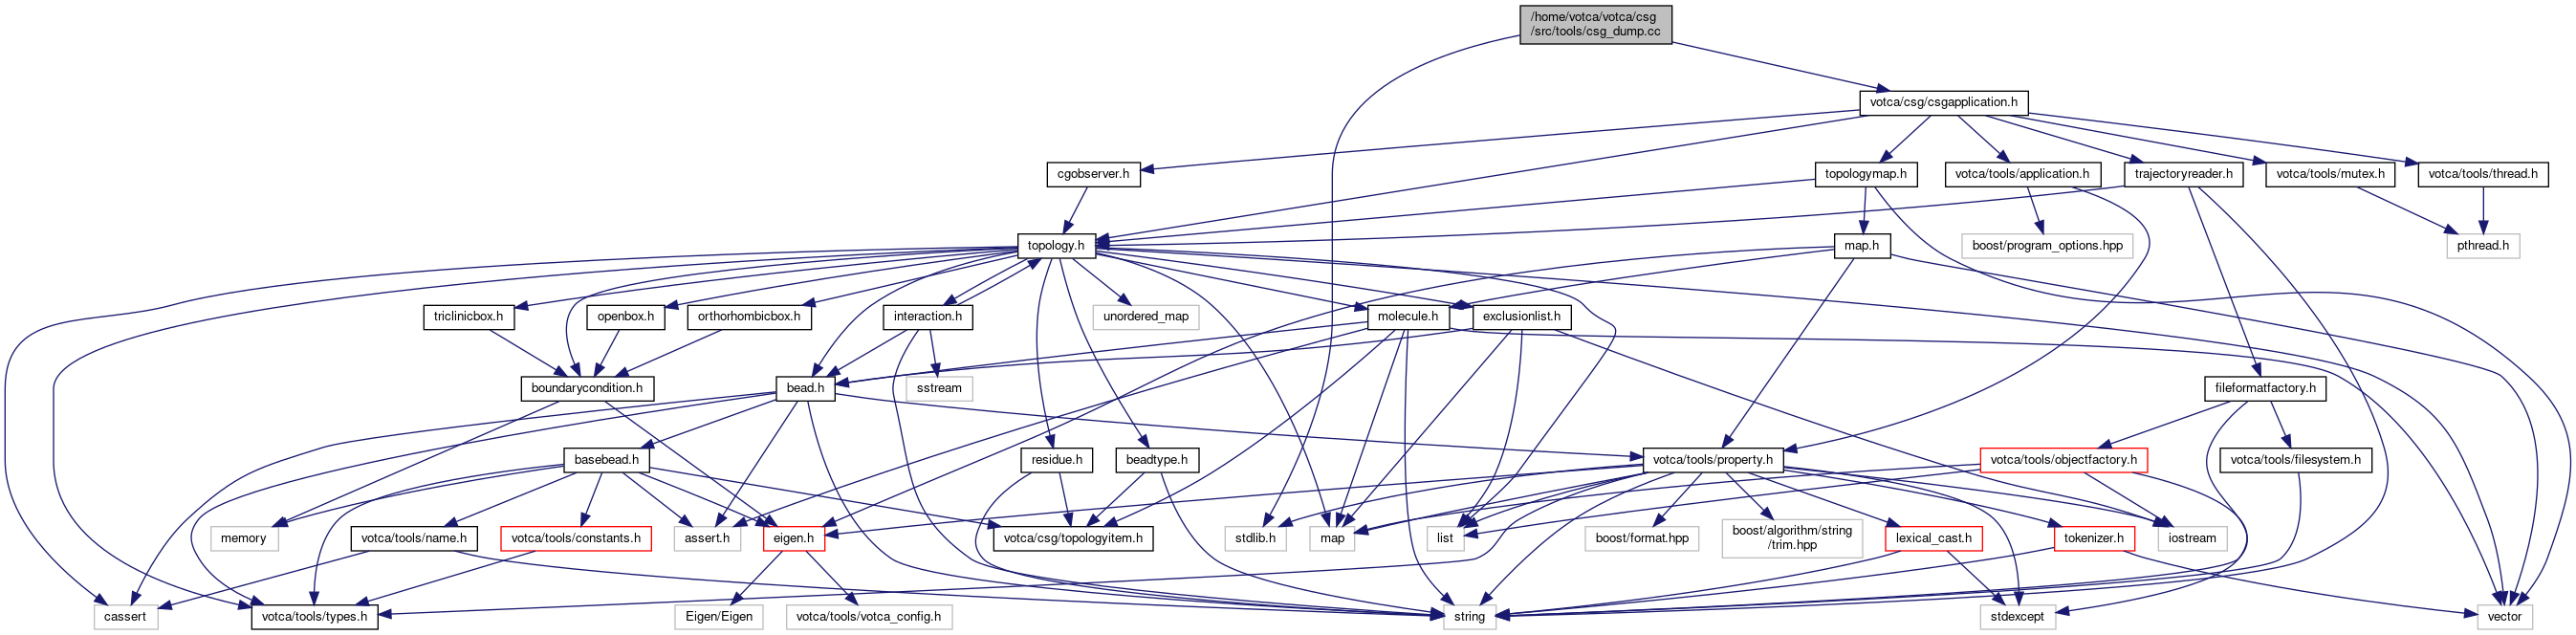 /home/votca/votca/csg
/src/tools/csg_dump.cc
votca/csg/csgapplication.h
cgobserver.h
topologymap.h
votca/tools/application.h
trajectoryreader.h
votca/tools/mutex.h
votca/tools/thread.h
topology.h
map.h
boost/program_options.hpp
pthread.h
triclinicbox.h
openbox.h
orthorhombicbox.h
interaction.h
unordered_map
molecule.h
exclusionlist.h
boundarycondition.h
bead.h
sstream
fileformatfactory.h
basebead.h
residue.h
beadtype.h
votca/tools/property.h
votca/tools/objectfactory.h
votca/tools/filesystem.h
memory
votca/tools/name.h
votca/tools/constants.h
assert.h
eigen.h
votca/csg/topologyitem.h
stdlib.h
map
list
boost/format.hpp
boost/algorithm/string
/trim.hpp
lexical_cast.h
tokenizer.h
iostream
cassert
votca/tools/types.h
Eigen/Eigen
votca/tools/votca_config.h
string
stdexcept
vector